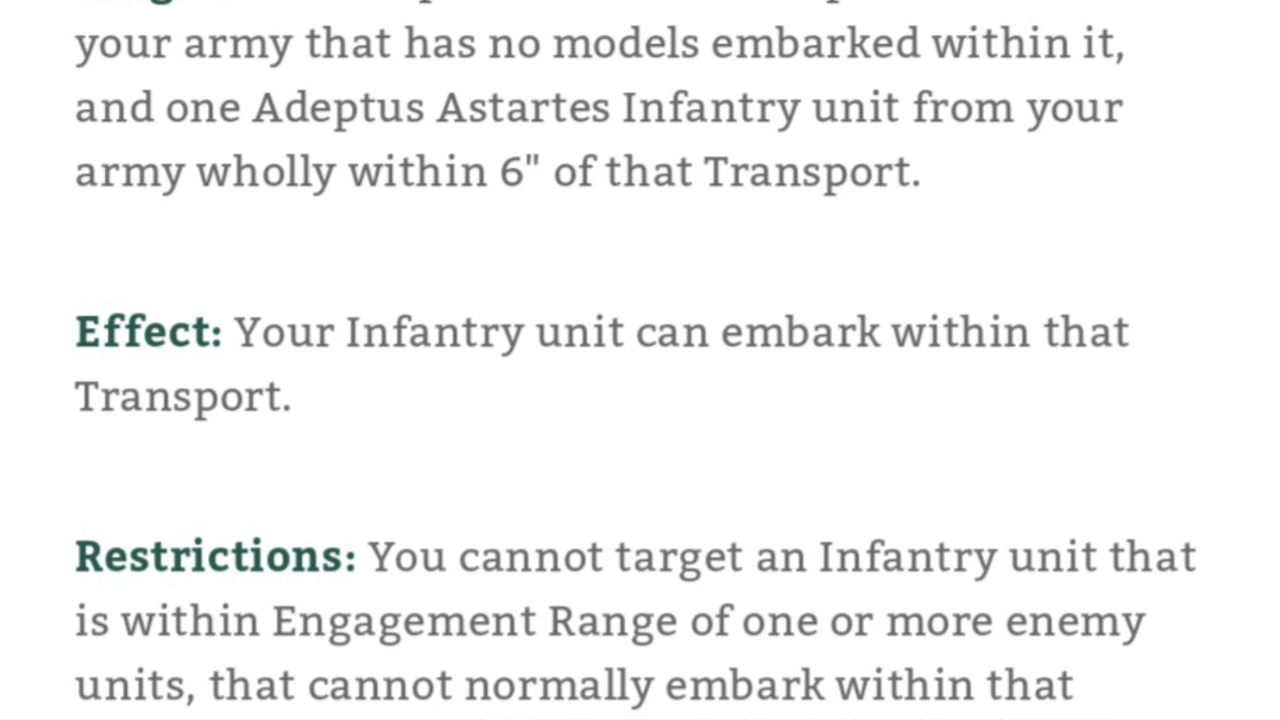 your army that has no models embarked within it,
and one Adeptus Astartes Infantry unit from your
army wholly within 6" of that Transport.
Effect: Your Infantry unit can embark within that
Transport.
Restrictions: You cannot target an Infantry unit that
is within Engagement Range of one or more enemy
units, that cannot normally embark within that